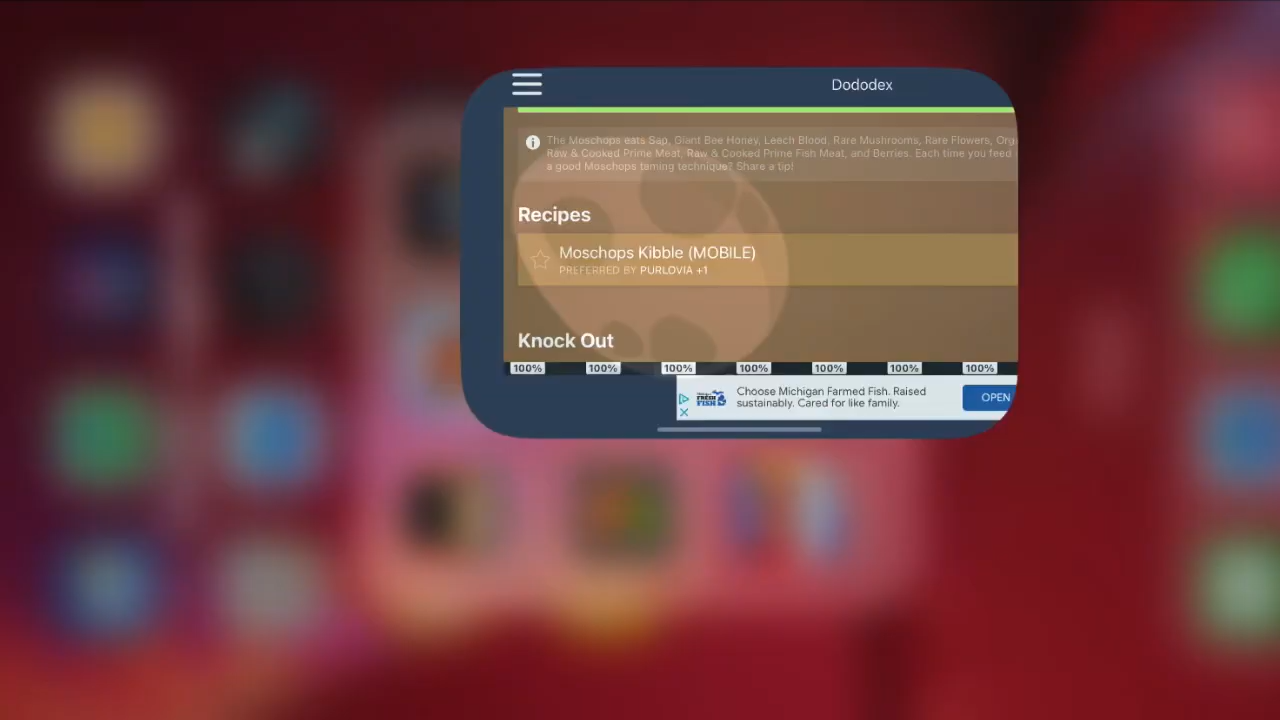 Dododex
The Moschops eats Sap, Giant Bee Honey, Leech Blood, Rare Mushrooms, Rare Flowers, Org
Raw & Cooked Prime Meat, Raw & Cooked Prime Fish Meat, and Berries. Each time you feed
a good Moschops taming technique? Share a tip!
Recipes
Moschops Kibble (MOBILE)
PREFERRED BY PURLOVIA +1
Knock Out
100% 100% 100% 100% 100% 100% 100%
Choose Michigan Farmed Fish. Raised
sustainably. Cared for like family.
FRESH
FISH
OPEN